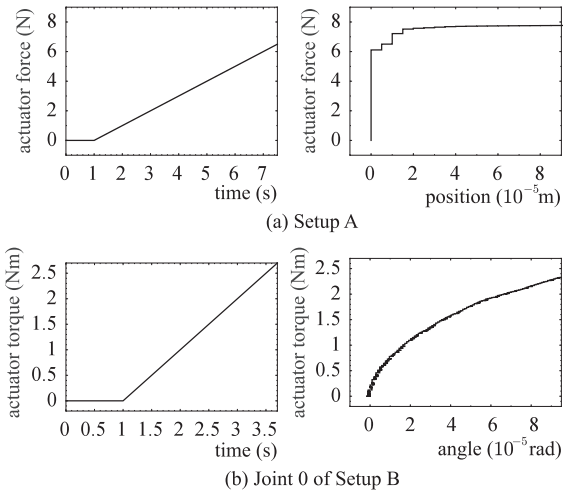 actuator force (N)
8
6
4
2
0
0 1 2 3 4 5 6 7
time (s)
actuator force (N)
8
6
4
2
0
0 2 4 6 8
position (10⁻⁵m)
(a) Setup A
actuator torque (Nm)
2.5
2
1.5
1
0.5
0
0 0.5 1 1.5 2 2.5 3 3.5
time (s)
actuator torque (Nm)
2.5
2
1.5
1
0.5
0
0 2 4 6 8
angle (10⁻⁵rad)
(b) Joint 0 of Setup B